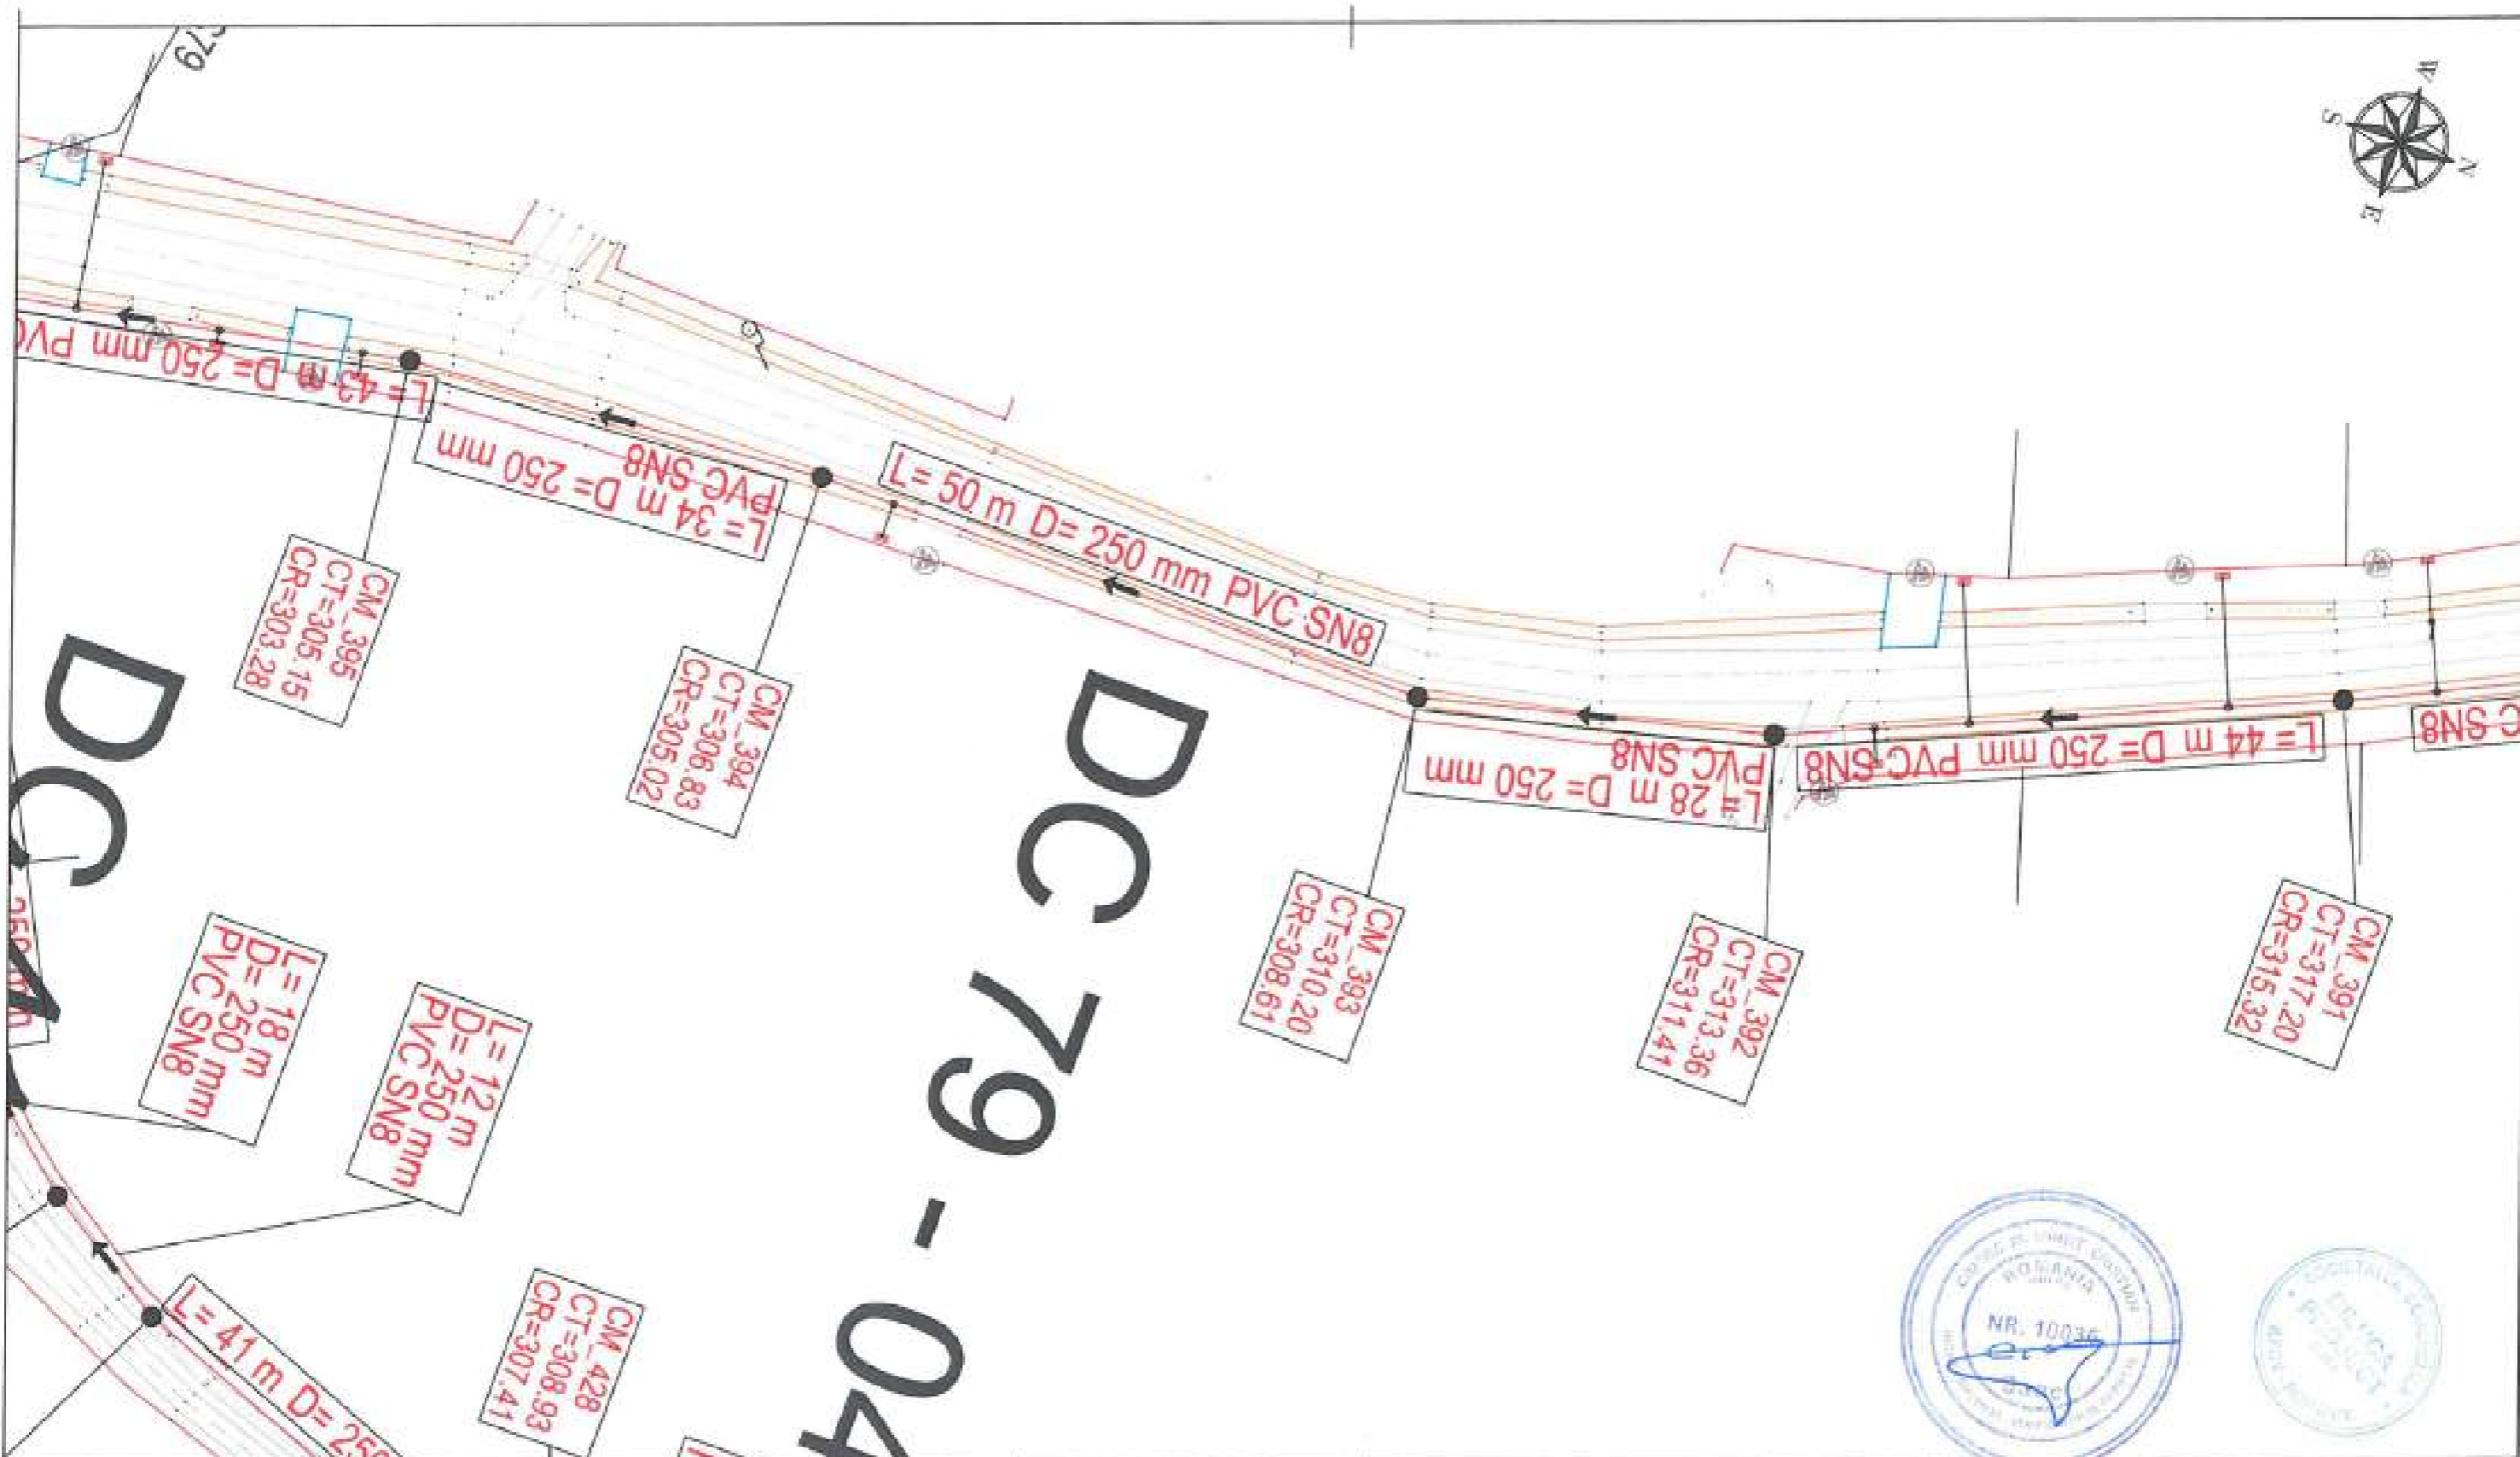 W
S
N
E
L= 43 m D= 250 mm PVC
L= 34 m D= 250 mm
PVC SN8
L= 50 m D= 250 mm PVC SN8
L= 28 m D= 250 mm
PVC SN8
L= 44 m D= 250 mm PVC SN8
C SN8
CM_395
CT=305.15
CR=303.28
CM_394
CT=306.83
CR=305.02
CM_393
CT=310.20
CR=308.61
CM_392
CT=313.36
CR=311.41
CM_391
CT=317.20
CR=315.32
DC
DC 79 - 04
L= 18 m
D= 250 mm
PVC SN8
L= 12 m
D= 250 mm
PVC SN8
L= 41 m D= 250
CM_428
CT=308.93
CR=307.41
ROMANIA
NR. 10036